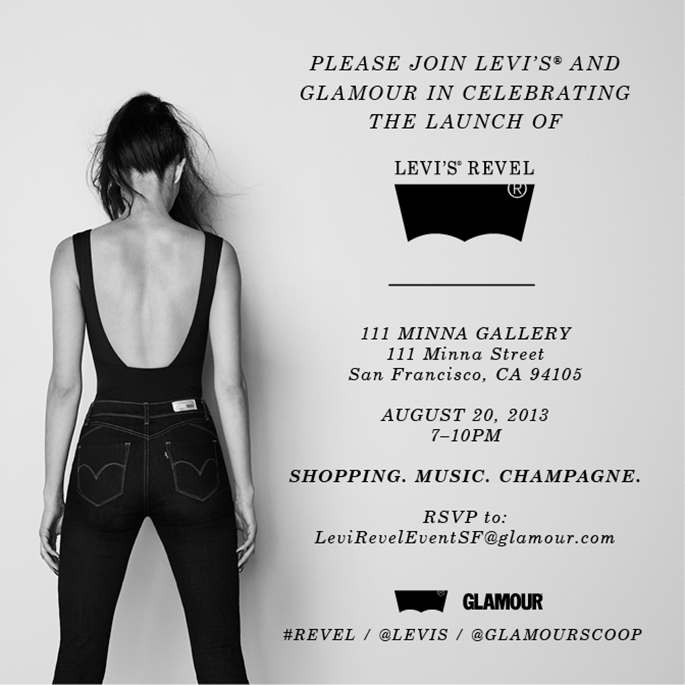 PLEASE JOIN LEVI'S® AND
GLAMOUR IN CELEBRATING
THE LAUNCH OF
LEVI'S® REVEL
®
111 MINNA GALLERY
111 Minna Street
San Francisco, CA 94105
AUGUST 20, 2013
7–10PM
SHOPPING. MUSIC. CHAMPAGNE.
RSVP to:
LeviRevelEventSF@glamour.com
® GLAMOUR
#REVEL / @LEVIS / @GLAMOURSCOOP